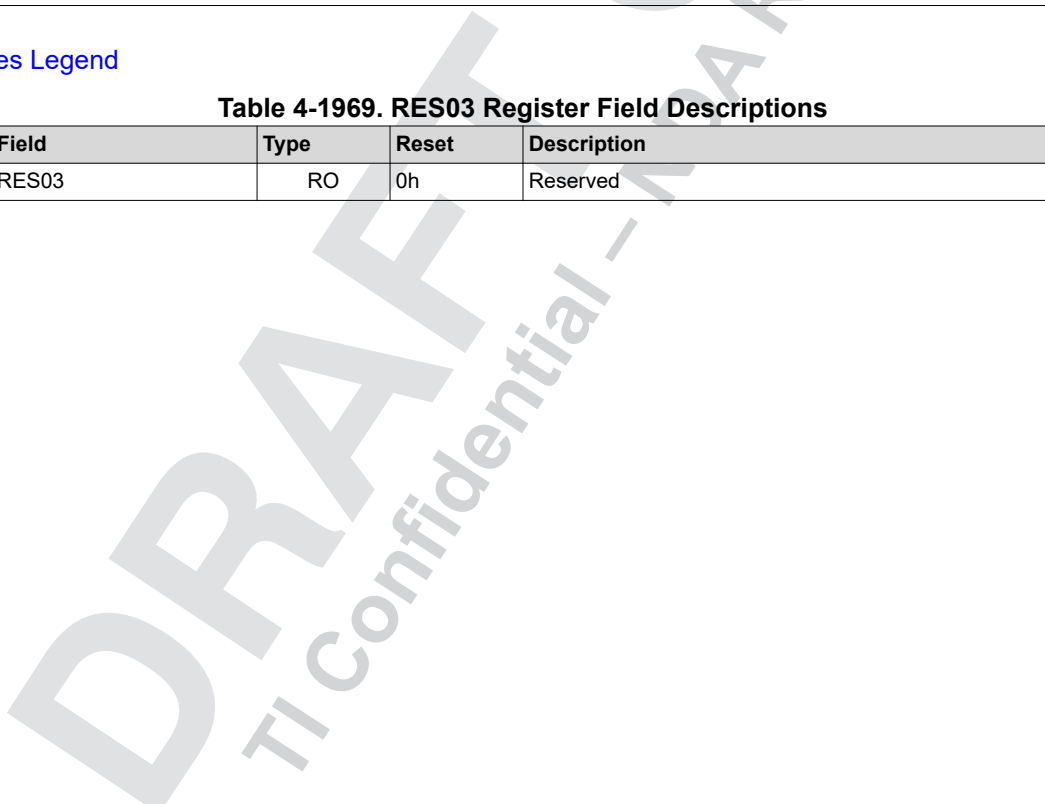 es Legend
Table 4-1969. RES03 Register Field Descriptions
Field Type Reset Description
RES03 RO 0h Reserved
DRAFT
TI Confidential – NDA